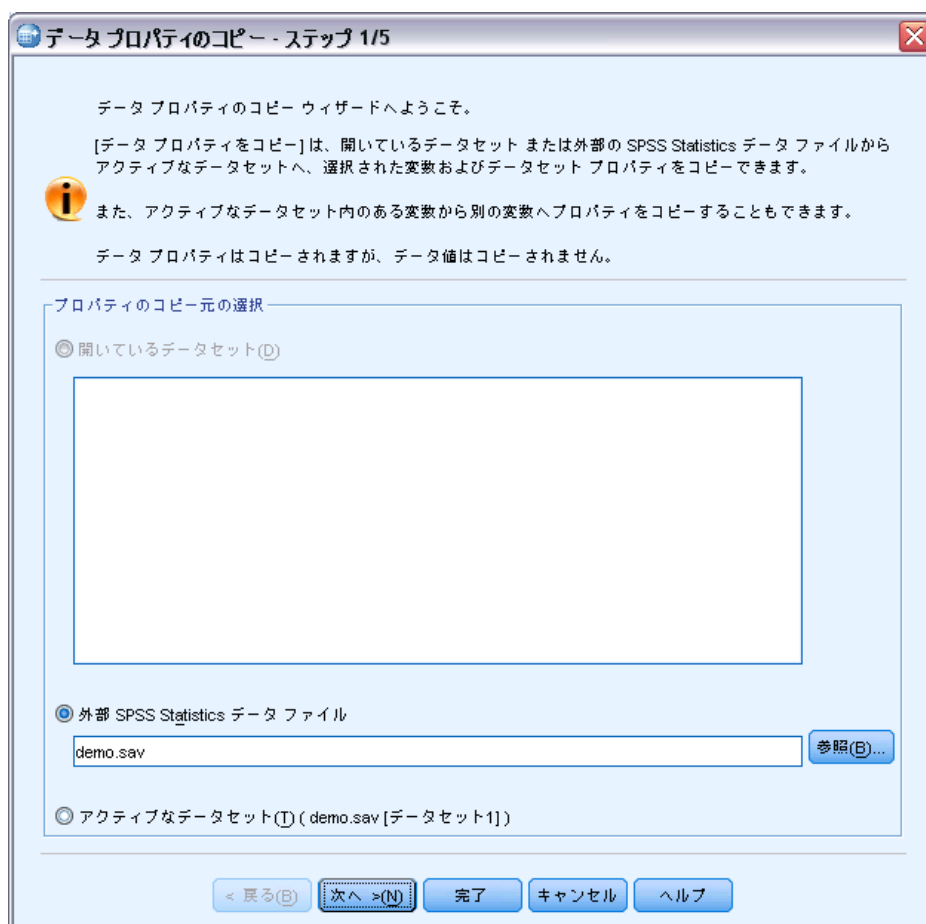 データ プロパティのコピー - ステップ 1/5
データ プロパティのコピー ウィザードへようこそ。
[データ プロパティをコピー] は、開いているデータセット または外部の SPSS Statistics データ ファイルから
アクティブなデータセットへ、選択された変数およびデータセット プロパティをコピーできます。
また、アクティブなデータセット内のある変数から別の変数へプロパティをコピーすることもできます。
データ プロパティはコピーされますが、データ値はコピーされません。
プロパティのコピー元の選択
開いているデータセット(D)
外部 SPSS Statistics データ ファイル
demo.sav
参照(B)...
アクティブなデータセット(T) ( demo.sav [データセット1] )
< 戻る(B) 次へ >(N) 完了 キャンセル ヘルプ